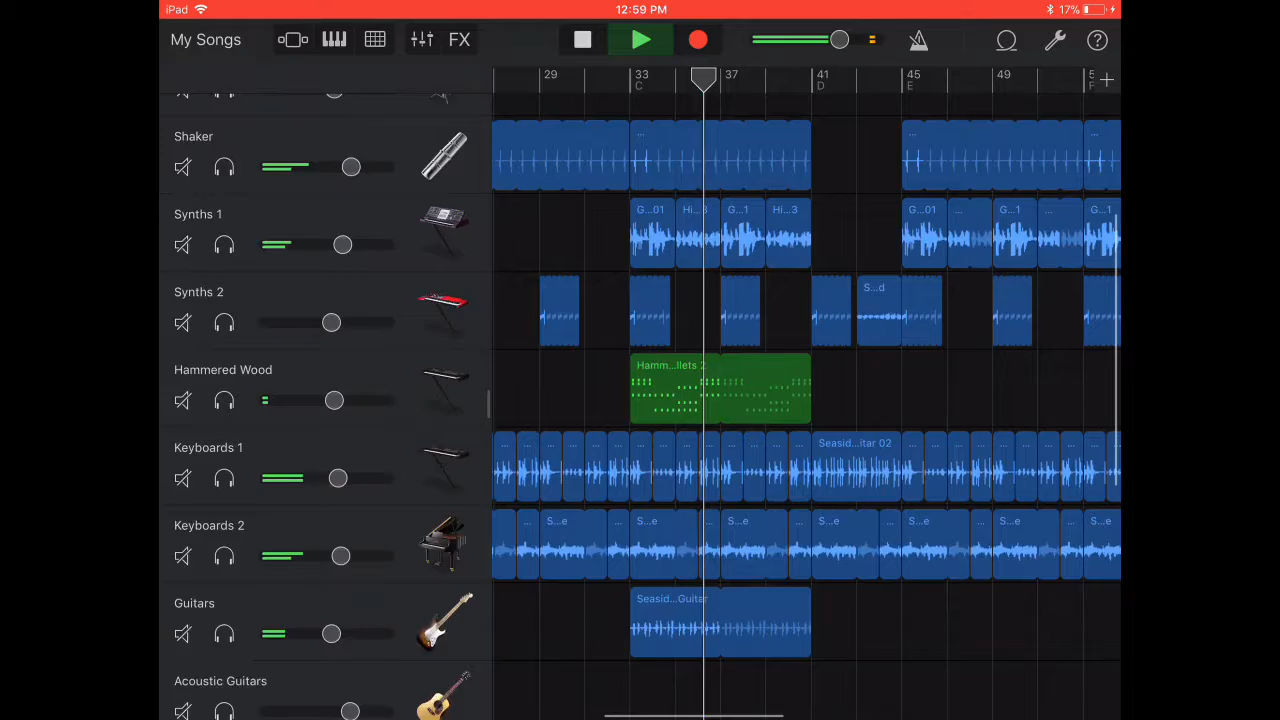 iPad 12:59 PM 17%
My Songs FX
29 33 37 41 45 49
C D E F
Shaker ... ... ...
Synths 1 G...01 Hi...3 G...1 Hi...3 G...01 ... G...1 ... G...1
Synths 2 S...d
Hammered Wood Hamm...llets 2
Keyboards 1 ... ... ... ... ... ... ... ... ... ... ... ... ... ... Seasid...itar 02 ... ... ... ... ... ... ... ... ...
Keyboards 2 ... ... S...e ... S...e ... S...e ... S...e ... S...e ... S...e ... S...e
Guitars Seasid...Guitar
Acoustic Guitars